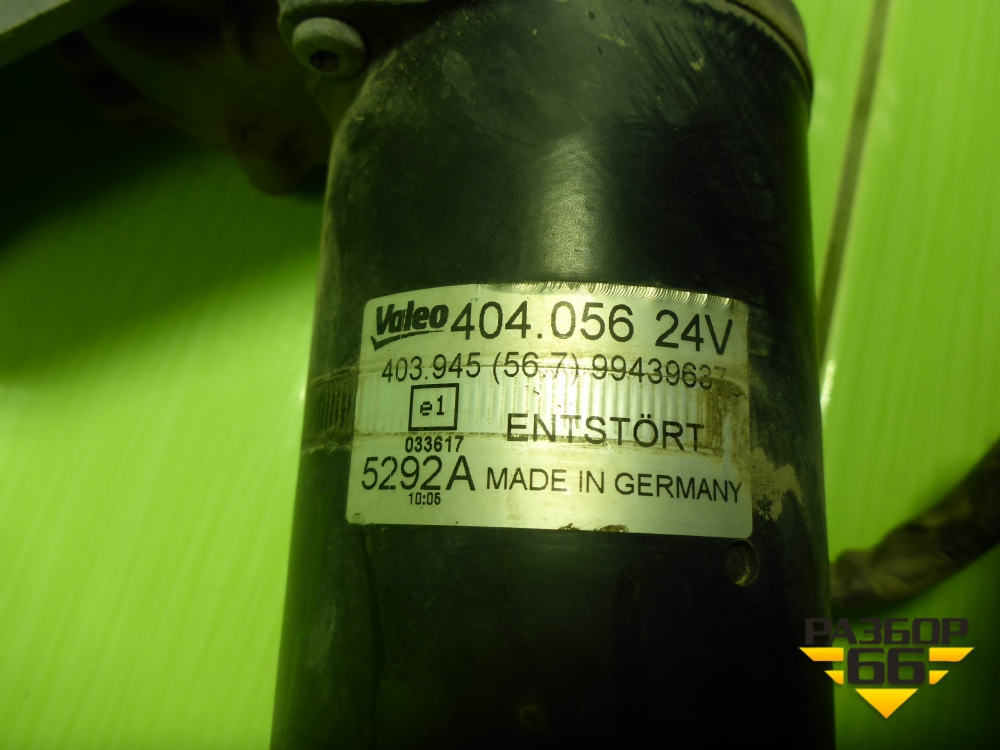 Valeo 404.056 24V
403.945 (56.7) 99439637
e1
ENTSTÖRT
033617
5292A MADE IN GERMANY
10:05
РАЗБОР
66